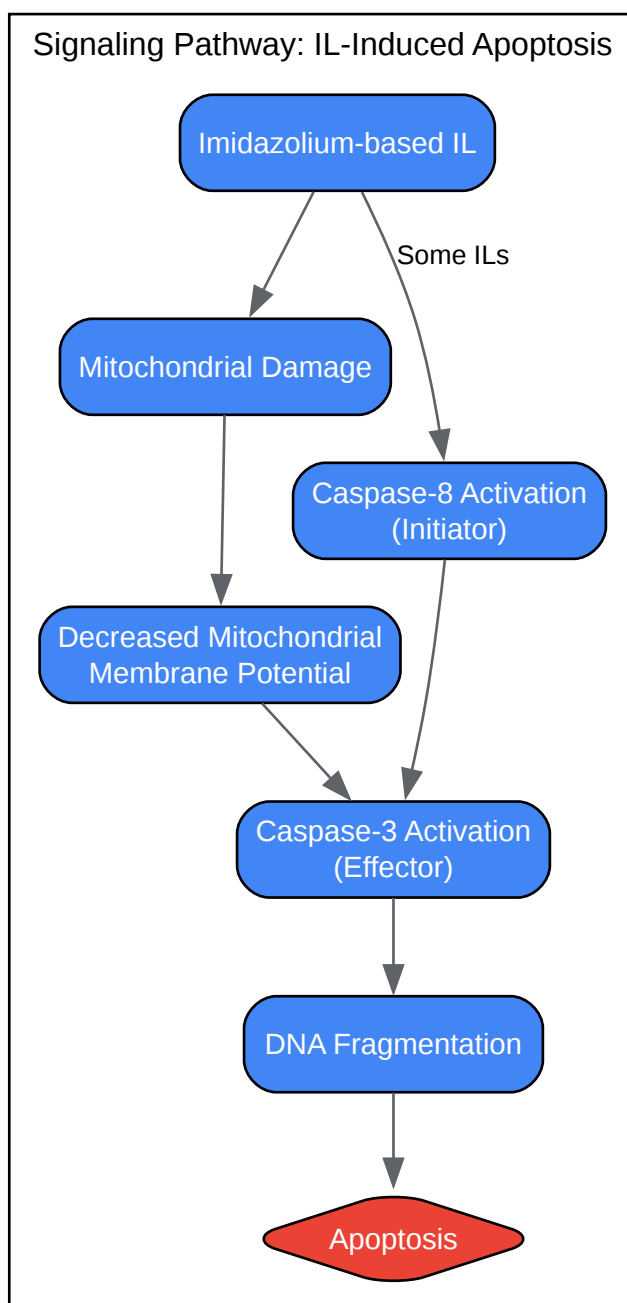 Signaling Pathway: IL-Induced Apoptosis
Imidazolium-based IL
Some ILs
Mitochondrial Damage
Caspase-8 Activation
(Initiator)
Decreased Mitochondrial
Membrane Potential
Caspase-3 Activation
(Effector)
DNA Fragmentation
Apoptosis